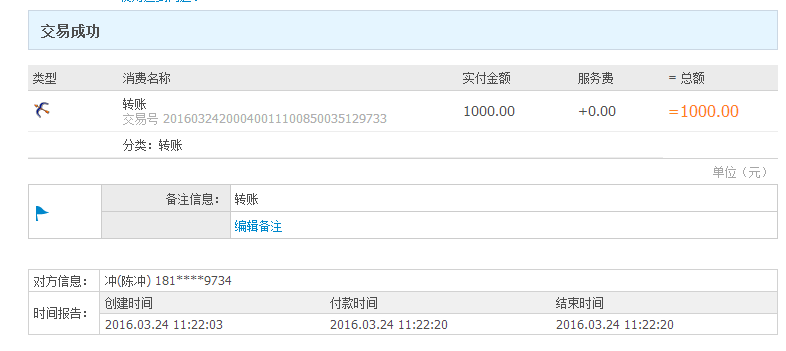 交易成功
类型 消费名称 实付金额 服务费 = 总额
转账 1000.00 +0.00 =1000.00
交易号 20160324200040011100850035129733
分类：转账
单位（元）
备注信息： 转账
编辑备注
对方信息： 冲(陈冲) 181****9734
时间报告： 创建时间 付款时间 结束时间
2016.03.24 11:22:03 2016.03.24 11:22:20 2016.03.24 11:22:20